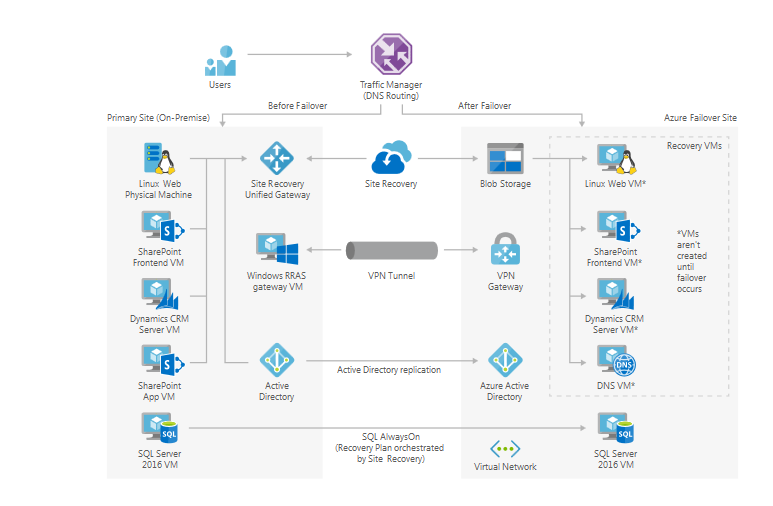 Users
Traffic Manager
(DNS Routing)
Before Failover
After Failover
Primary Site (On-Premise)
Azure Failover Site
Recovery VMs
Linux Web
Physical Machine
Site Recovery
Unified Gateway
Site Recovery
Blob Storage
Linux Web VM*
SharePoint
Frontend VM
Windows RRAS
gateway VM
VPN Tunnel
VPN
Gateway
SharePoint
Frontend VM*
*VMs
aren't
created
until
failover
occurs
Dynamics CRM
Server VM
Dynamics CRM
Server VM*
SharePoint
App VM
Active
Directory
Active Directory replication
Azure Active
Directory
DNS
DNS VM*
SQL
SQL Server
2016 VM
SQL AlwaysOn
(Recovery Plan orchestrated
by Site Recovery)
Virtual Network
SQL
SQL Server
2016 VM